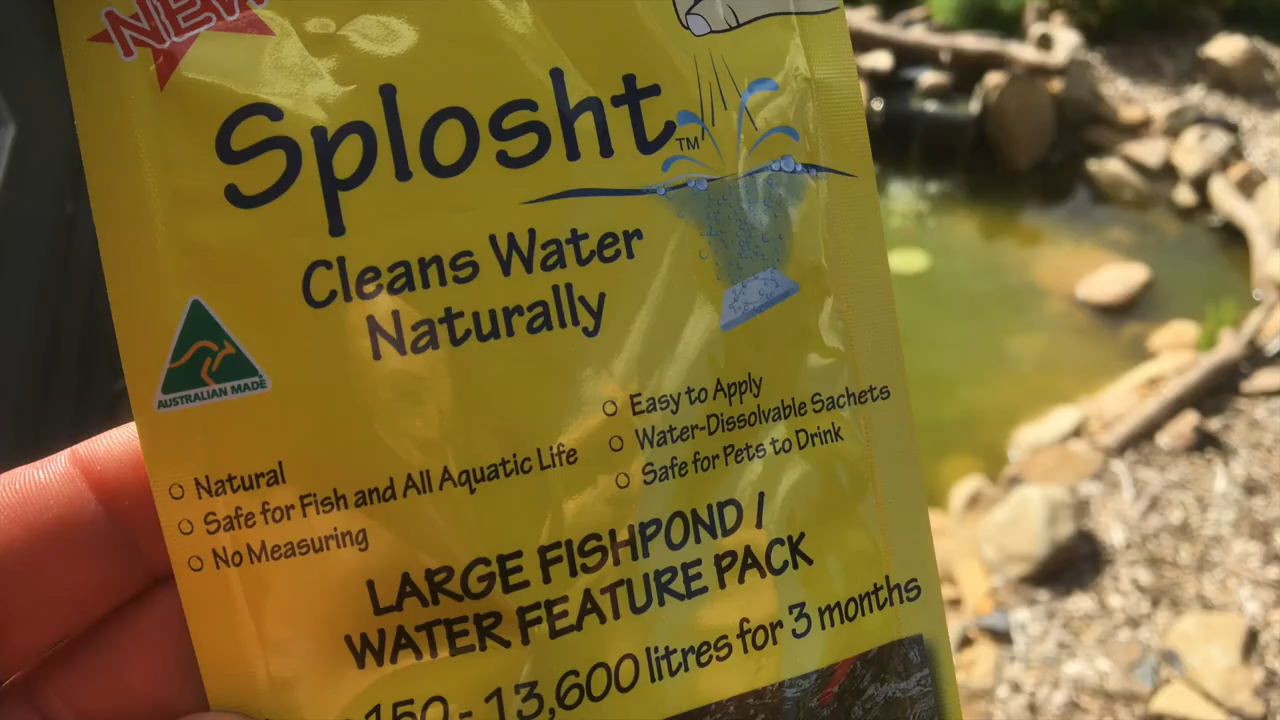 NEW
Splosht™
Cleans Water
Naturally
AUSTRALIAN MADE
Easy to Apply
Water-Dissolvable Sachets
Safe for Pets to Drink
Natural
Safe for Fish and All Aquatic Life
No Measuring
LARGE FISHPOND /
WATER FEATURE PACK
150 - 13,600 litres for 3 months